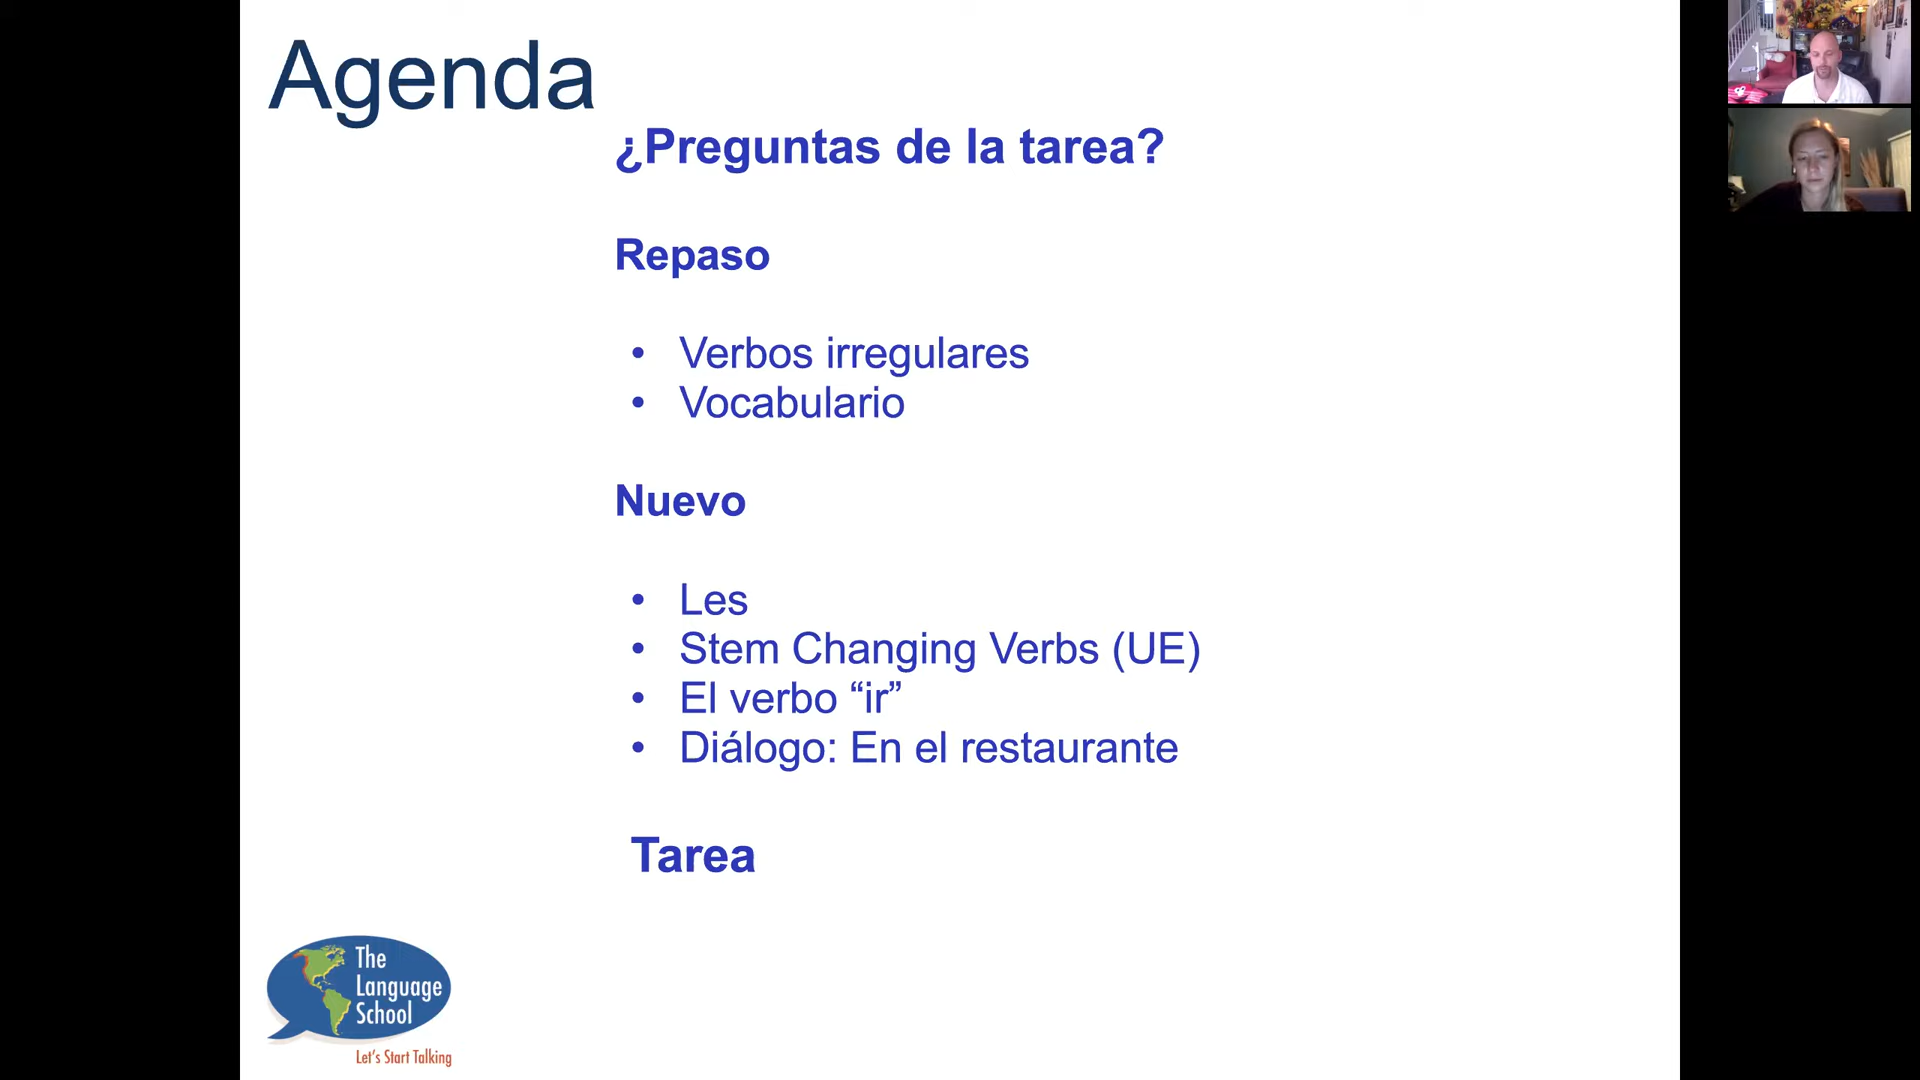 Agenda
¿Preguntas de la tarea?
Repaso
• Verbos irregulares
• Vocabulario
Nuevo
• Les
• Stem Changing Verbs (UE)
• El verbo “ir”
• Diálogo: En el restaurante
Tarea
The
Language
School
Let's Start Talking